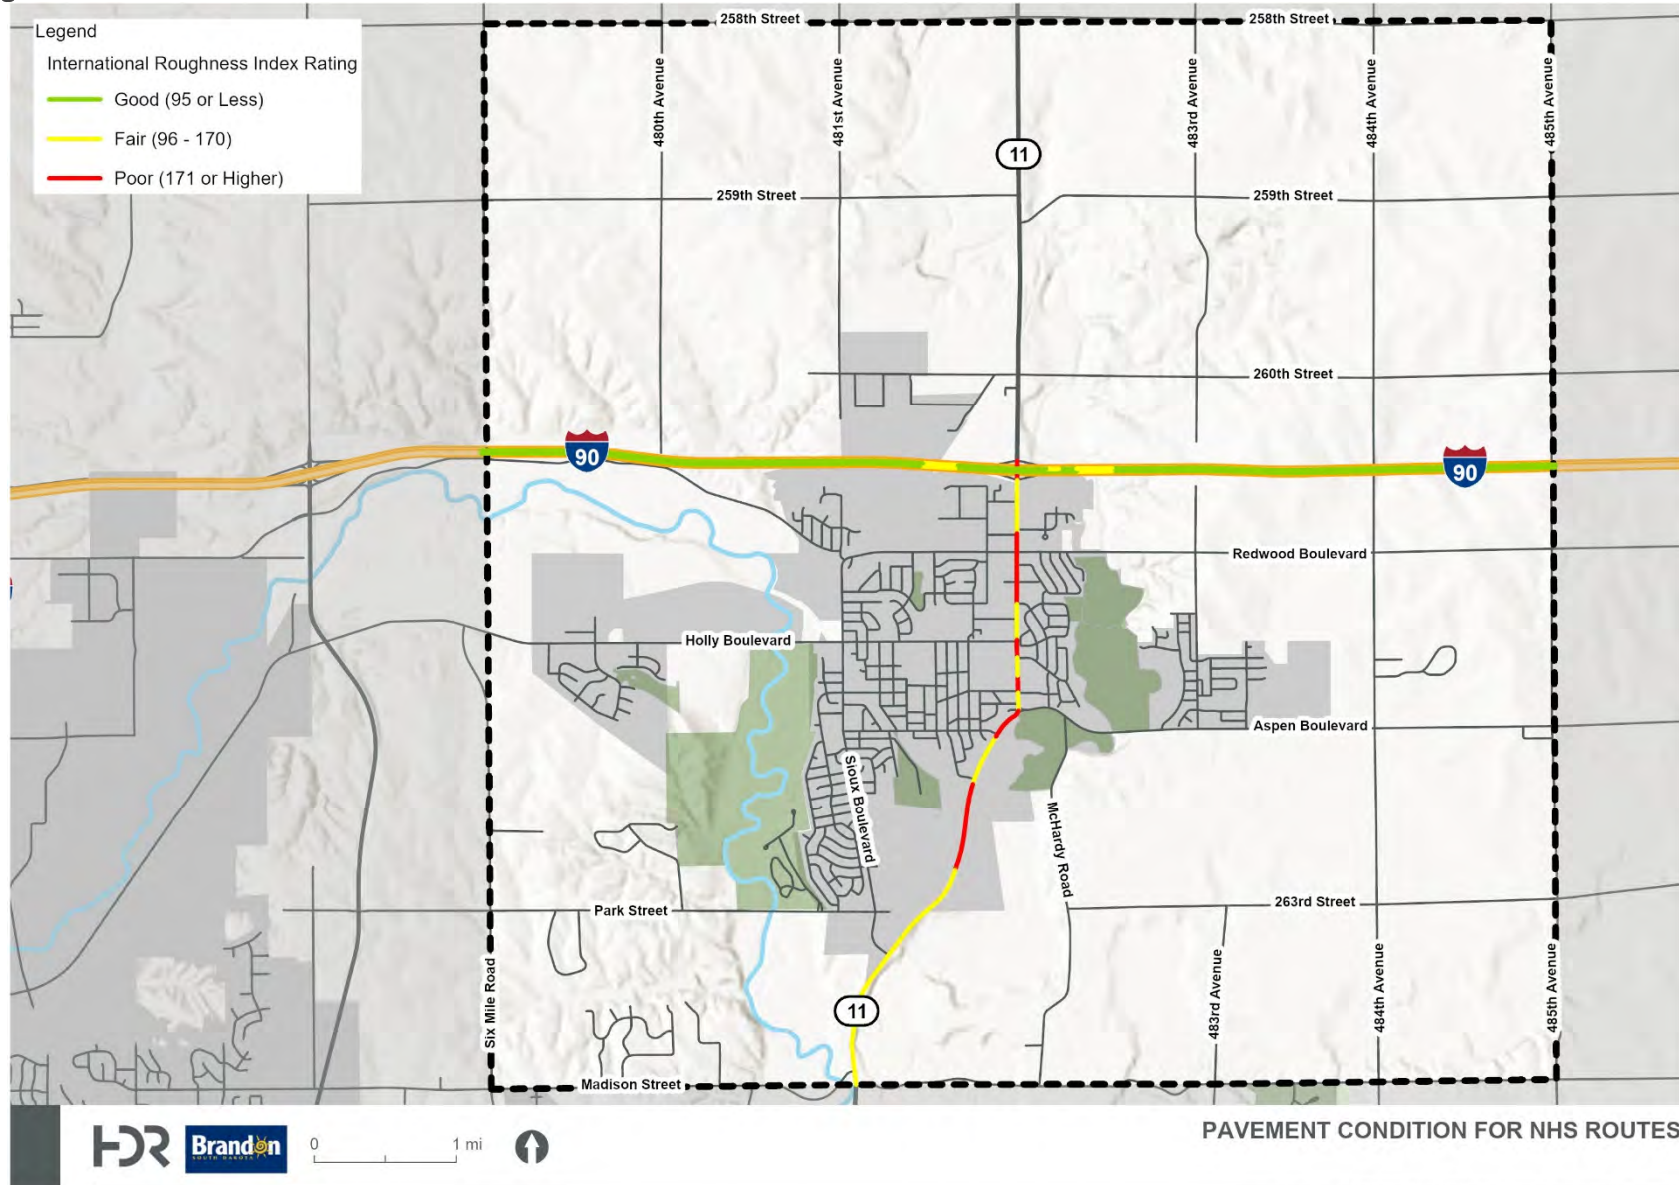 Legend
International Roughness Index Rating
Good (95 or Less)
Fair (96 - 170)
Poor (171 or Higher)
258th Street
258th Street
480th Avenue
481st Avenue
483rd Avenue
484th Avenue
485th Avenue
11
259th Street
259th Street
260th Street
90
90
Redwood Boulevard
Holly Boulevard
Aspen Boulevard
Sioux Boulevard
McHardy Road
Park Street
263rd Street
Six Mile Road
11
483rd Avenue
484th Avenue
485th Avenue
Madison Street
HDR
Brandon
SOUTH DAKOTA
0
1 mi
PAVEMENT CONDITION FOR NHS ROUTES